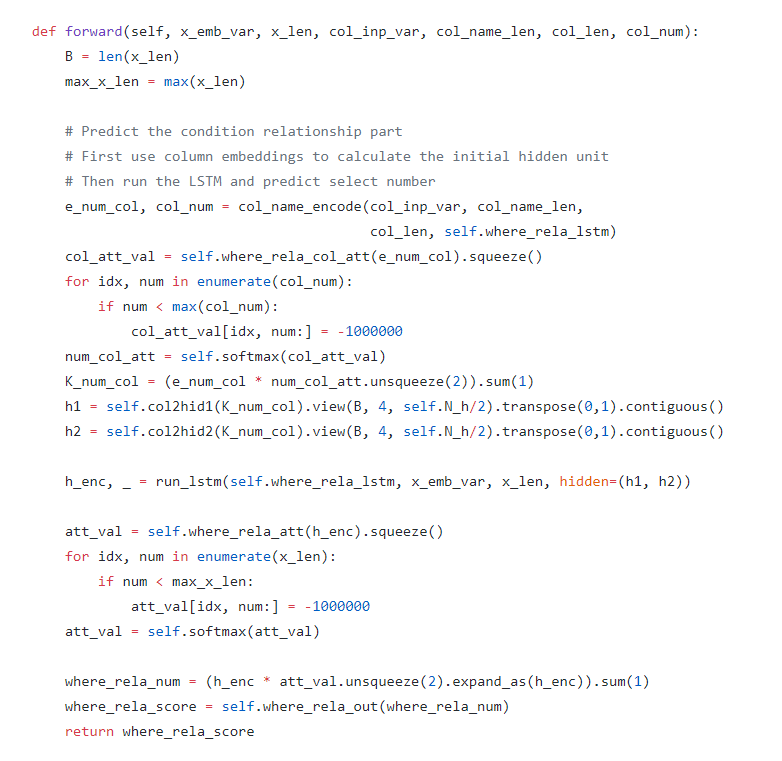 def forward(self, x_emb_var, x_len, col_inp_var, col_name_len, col_len, col_num):
    B = len(x_len)
    max_x_len = max(x_len)

    # Predict the condition relationship part
    # First use column embeddings to calculate the initial hidden unit
    # Then run the LSTM and predict select number
    e_num_col, col_num = col_name_encode(col_inp_var, col_name_len,
                                         col_len, self.where_rela_lstm)
    col_att_val = self.where_rela_col_att(e_num_col).squeeze()
    for idx, num in enumerate(col_num):
        if num < max(col_num):
            col_att_val[idx, num:] = -1000000
    num_col_att = self.softmax(col_att_val)
    K_num_col = (e_num_col * num_col_att.unsqueeze(2)).sum(1)
    h1 = self.col2hid1(K_num_col).view(B, 4, self.N_h/2).transpose(0,1).contiguous()
    h2 = self.col2hid2(K_num_col).view(B, 4, self.N_h/2).transpose(0,1).contiguous()

    h_enc, _ = run_lstm(self.where_rela_lstm, x_emb_var, x_len, hidden=(h1, h2))

    att_val = self.where_rela_att(h_enc).squeeze()
    for idx, num in enumerate(x_len):
        if num < max_x_len:
            att_val[idx, num:] = -1000000
    att_val = self.softmax(att_val)

    where_rela_num = (h_enc * att_val.unsqueeze(2).expand_as(h_enc)).sum(1)
    where_rela_score = self.where_rela_out(where_rela_num)
    return where_rela_score